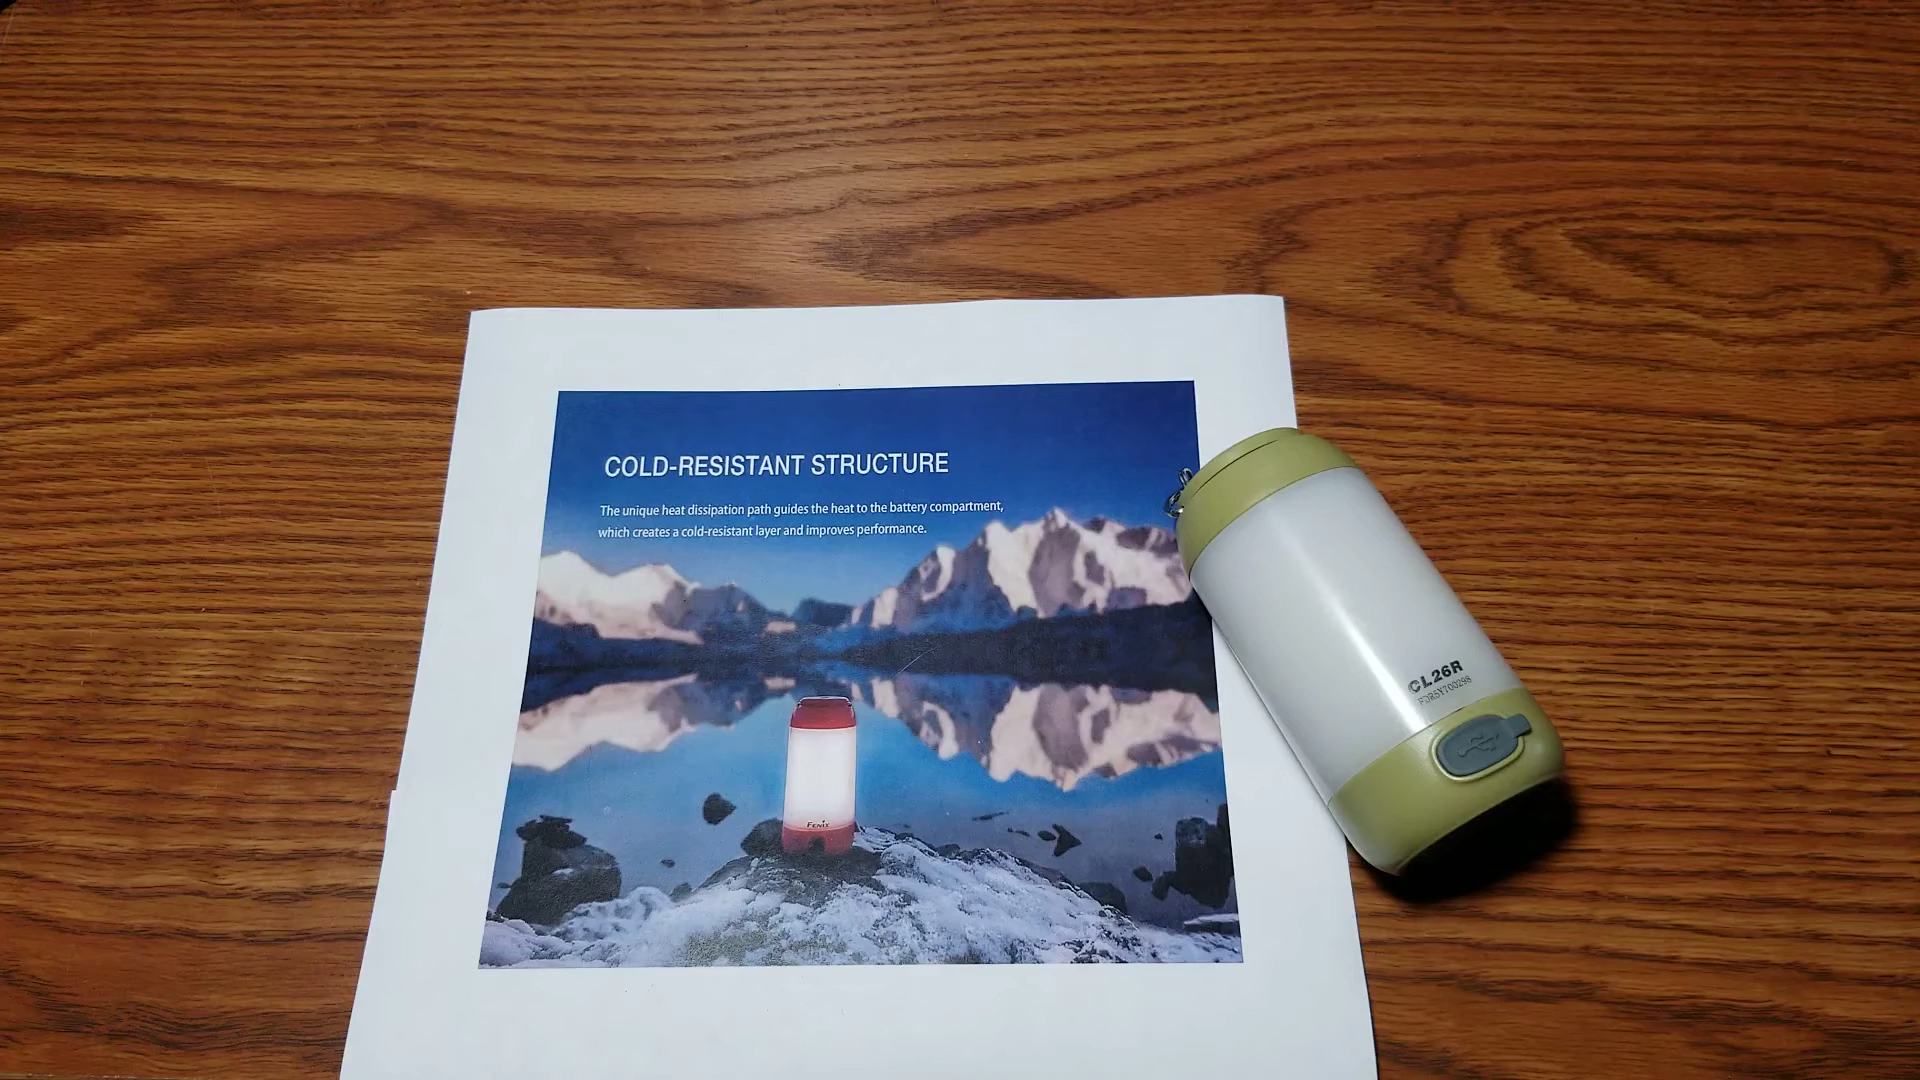 COLD-RESISTANT STRUCTURE
The unique heat dissipation path guides the heat to the battery compartment,
which creates a cold-resistant layer and improves performance.
FENIX
CL26R